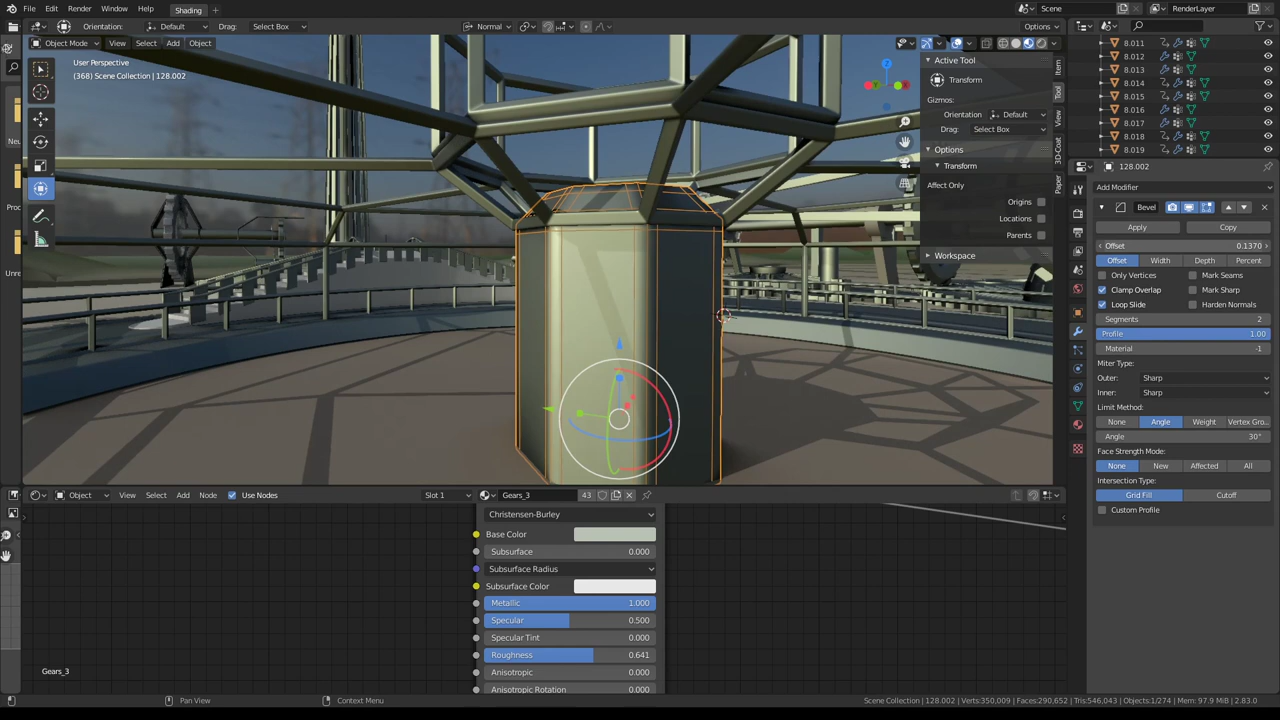 File Edit Render Window Help Shading + Scene RenderLayer
Orientation: Default Drag: Select Box Normal Options
Object Mode View Select Add Object
User Perspective
(368) Scene Collection | 128.002
Active Tool
Transform
Gizmos:
Orientation Default
Drag: Select Box
Options
Transform
Affect Only
Origins
Locations
Parents
Workspace
Item
Tool
View
3D-Coat
Paper
8.011
8.012
8.013
8.014
8.015
8.016
8.017
8.018
8.019
128.002
Add Modifier
Bevel
Apply Copy
Offset 0.1370
Offset Width Depth Percent
Only Vertices Mark Seams
Clamp Overlap Mark Sharp
Loop Slide Harden Normals
Segments 2
Profile 1.00
Material -1
Miter Type:
Outer: Sharp
Inner: Sharp
Limit Method:
None Angle Weight Vertex Gro...
Angle 30°
Face Strength Mode:
None New Affected All
Intersection Type:
Grid Fill Cutoff
Custom Profile
Object View Select Add Node Use Nodes Slot 1 Gears_3 43
Christensen-Burley
Base Color
Subsurface 0.000
Subsurface Radius
Subsurface Color
Metallic 1.000
Specular 0.500
Specular Tint 0.000
Roughness 0.641
Anisotropic 0.000
Anisotropic Rotation 0.000
Gears_3
Pan View Context Menu Scene Collection | 128.002 | Verts:350,009 | Faces:290,652 | Tris:546,043 | Objects:1/274 | Mem: 97.9 MiB | 2.83.0